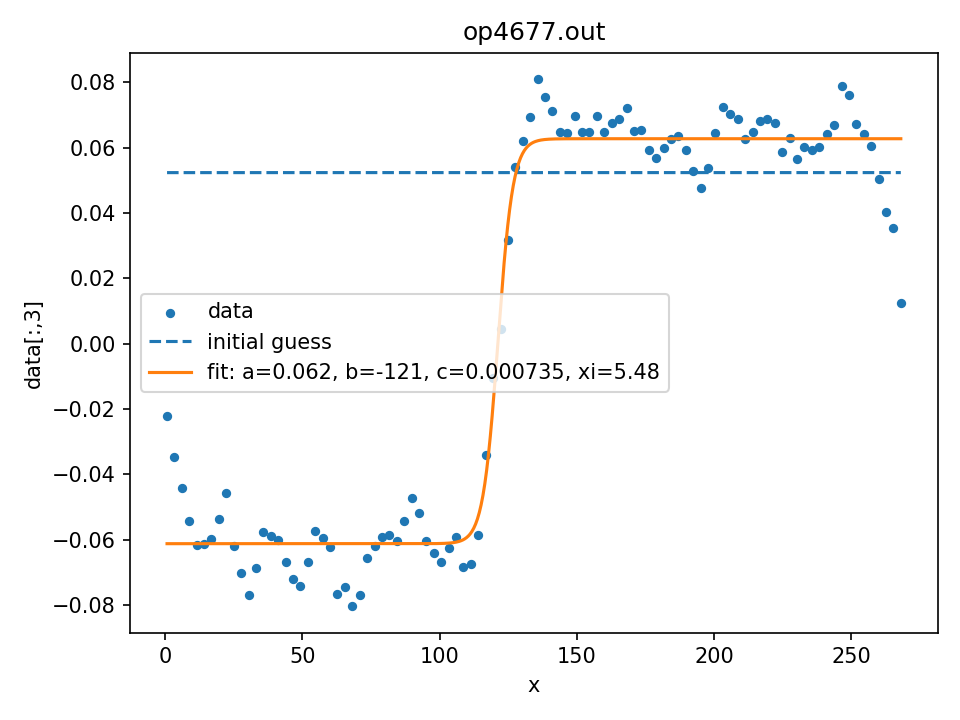 op4677.out
0.08
0.06
0.04
0.02
0.00
−0.02
−0.04
−0.06
−0.08
data[:,3]
data
initial guess
fit: a=0.062, b=-121, c=0.000735, xi=5.48
0 50 100 150 200 250
x